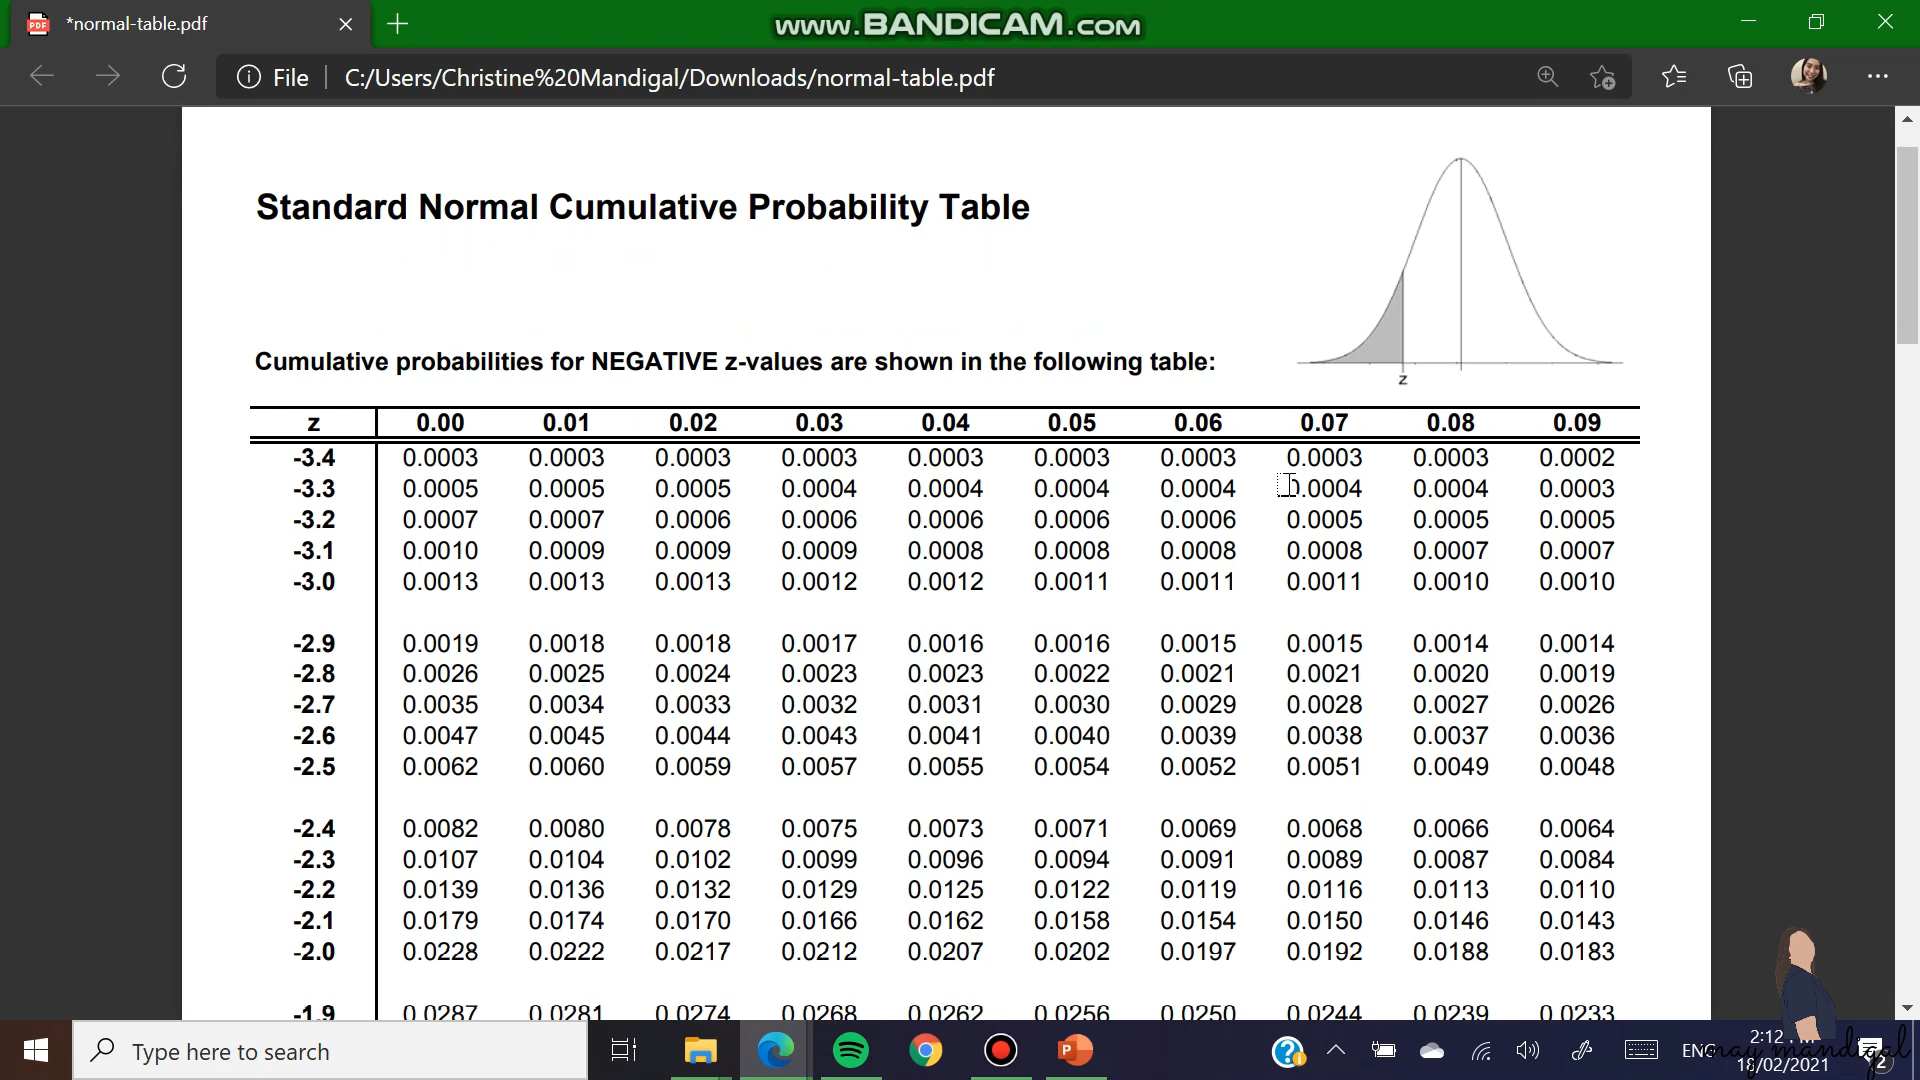 *normal-table.pdf
www.BANDICAM.com
File
C:/Users/Christine%20Mandigal/Downloads/normal-table.pdf
Standard Normal Cumulative Probability Table
Cumulative probabilities for NEGATIVE z-values are shown in the following table:
z
z 0.00 0.01 0.02 0.03 0.04 0.05 0.06 0.07 0.08 0.09
-3.4 0.0003 0.0003 0.0003 0.0003 0.0003 0.0003 0.0003 0.0003 0.0003 0.0002
-3.3 0.0005 0.0005 0.0005 0.0004 0.0004 0.0004 0.0004 0.0004 0.0004 0.0003
-3.2 0.0007 0.0007 0.0006 0.0006 0.0006 0.0006 0.0006 0.0005 0.0005 0.0005
-3.1 0.0010 0.0009 0.0009 0.0009 0.0008 0.0008 0.0008 0.0008 0.0007 0.0007
-3.0 0.0013 0.0013 0.0013 0.0012 0.0012 0.0011 0.0011 0.0011 0.0010 0.0010
-2.9 0.0019 0.0018 0.0018 0.0017 0.0016 0.0016 0.0015 0.0015 0.0014 0.0014
-2.8 0.0026 0.0025 0.0024 0.0023 0.0023 0.0022 0.0021 0.0021 0.0020 0.0019
-2.7 0.0035 0.0034 0.0033 0.0032 0.0031 0.0030 0.0029 0.0028 0.0027 0.0026
-2.6 0.0047 0.0045 0.0044 0.0043 0.0041 0.0040 0.0039 0.0038 0.0037 0.0036
-2.5 0.0062 0.0060 0.0059 0.0057 0.0055 0.0054 0.0052 0.0051 0.0049 0.0048
-2.4 0.0082 0.0080 0.0078 0.0075 0.0073 0.0071 0.0069 0.0068 0.0066 0.0064
-2.3 0.0107 0.0104 0.0102 0.0099 0.0096 0.0094 0.0091 0.0089 0.0087 0.0084
-2.2 0.0139 0.0136 0.0132 0.0129 0.0125 0.0122 0.0119 0.0116 0.0113 0.0110
-2.1 0.0179 0.0174 0.0170 0.0166 0.0162 0.0158 0.0154 0.0150 0.0146 0.0143
-2.0 0.0228 0.0222 0.0217 0.0212 0.0207 0.0202 0.0197 0.0192 0.0188 0.0183
-1.9 0.0287 0.0281 0.0274 0.0268 0.0262 0.0256 0.0250 0.0244 0.0239 0.0233
Type here to search
2:12
18/02/2021
2
mandigal